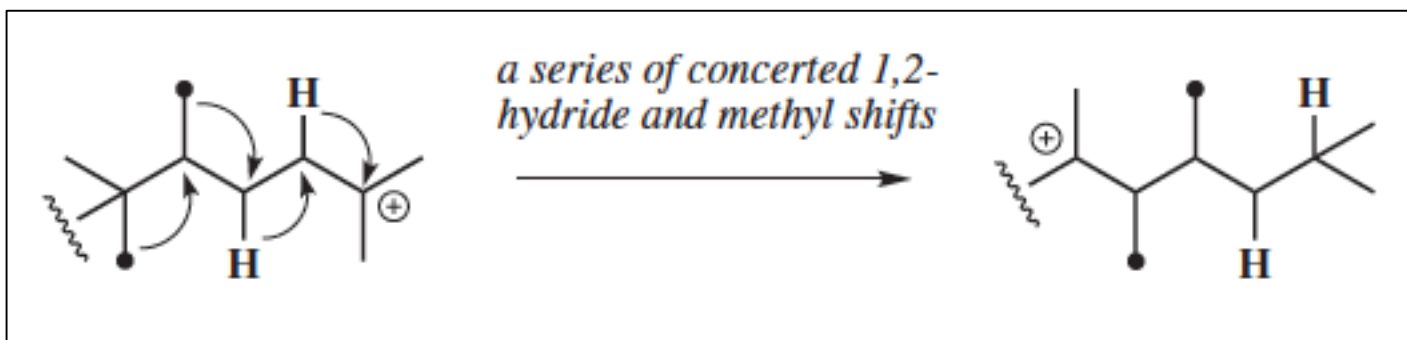 a series of concerted 1,2-
hydride and methyl shifts
H
H
H
H
⊕
⊕